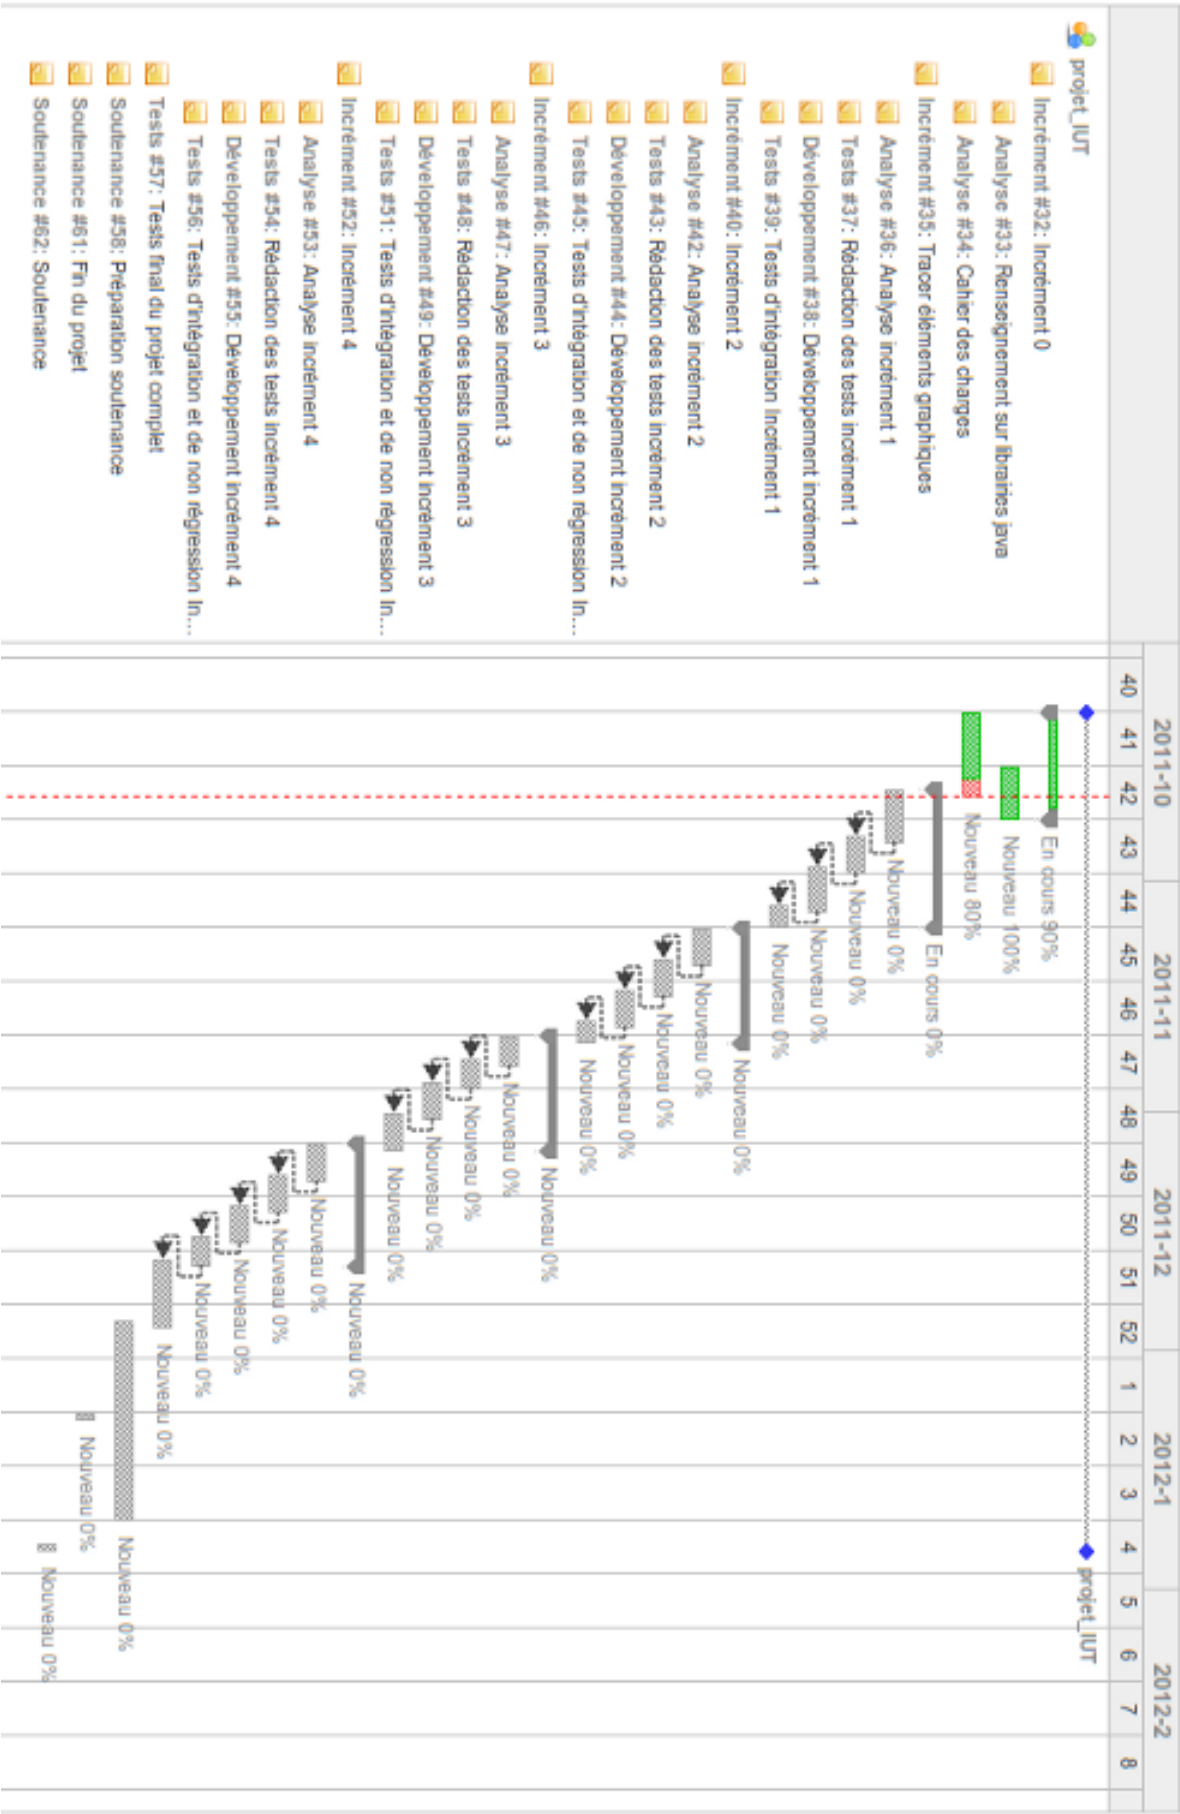 2011-10 2011-11 2011-12 2012-1 2012-2
40 41 42 43 44 45 46 47 48 49 50 51 52 1 2 3 4 5 6 7 8
projet_IUT projet_IUT
Incrément #32: Incrément 0 En cours 90%
Analyse #33: Renseignement sur librairies java Nouveau 100%
Analyse #34: Cahier des charges Nouveau 80%
Incrément #35: Tracer éléments graphiques En cours 0%
Analyse #36: Analyse incrément 1 Nouveau 0%
Tests #37: Rédaction des tests incrément 1 Nouveau 0%
Développement #38: Développement incrément 1 Nouveau 0%
Tests #39: Tests d'intégration Incrément 1 Nouveau 0%
Incrément #40: Incrément 2 Nouveau 0%
Analyse #42: Analyse incrément 2 Nouveau 0%
Tests #43: Rédaction des tests incrément 2 Nouveau 0%
Développement #44: Développement incrément 2 Nouveau 0%
Tests #45: Tests d'intégration et de non régression In... Nouveau 0%
Incrément #46: Incrément 3 Nouveau 0%
Analyse #47: Analyse incrément 3 Nouveau 0%
Tests #48: Rédaction des tests incrément 3 Nouveau 0%
Développement #49: Développement incrément 3 Nouveau 0%
Tests #51: Tests d'intégration et de non régression In... Nouveau 0%
Incrément #52: Incrément 4 Nouveau 0%
Analyse #53: Analyse incrément 4 Nouveau 0%
Tests #54: Rédaction des tests incrément 4 Nouveau 0%
Développement #55: Développement incrément 4 Nouveau 0%
Tests #56: Tests d'intégration et de non régression In... Nouveau 0%
Tests #57: Tests final du projet complet Nouveau 0%
Soutenance #58: Préparation soutenance Nouveau 0%
Soutenance #61: Fin du projet Nouveau 0%
Soutenance #62: Soutenance Nouveau 0%